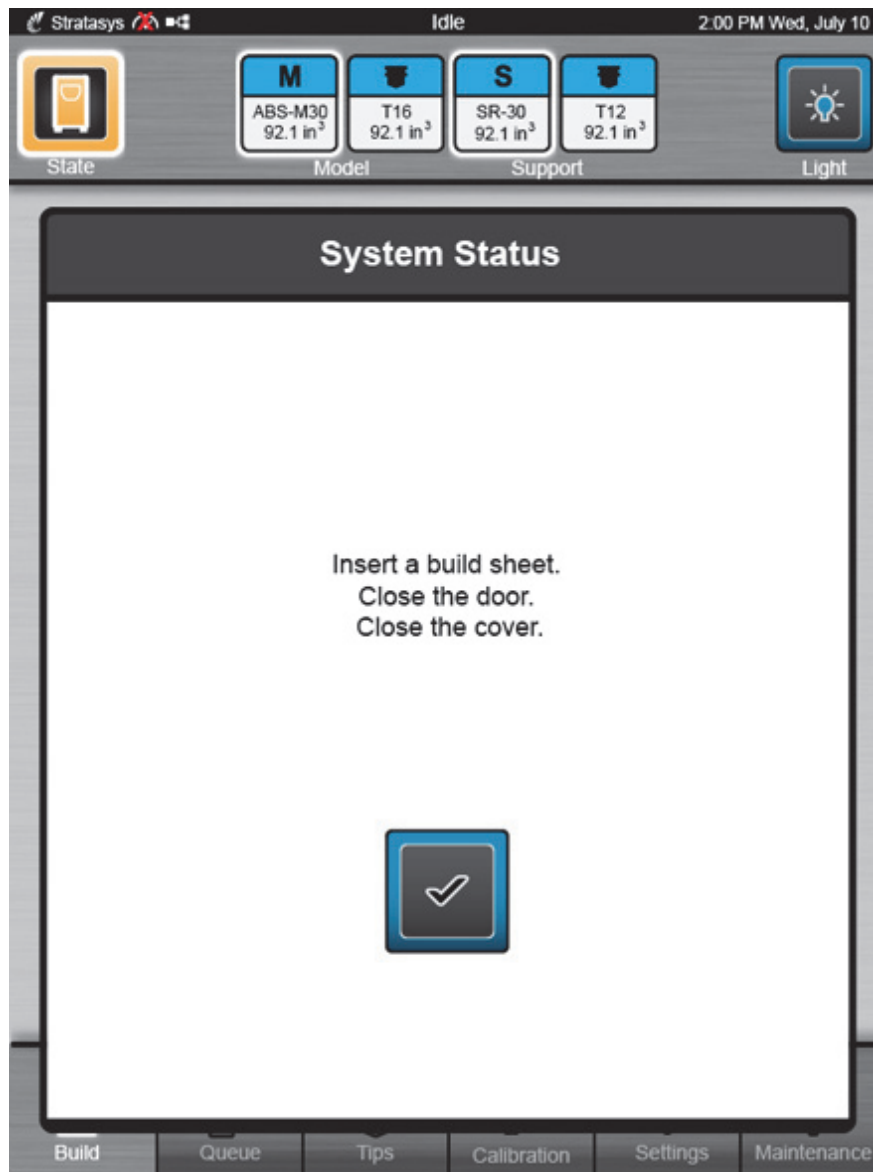 Stratasys Idle 2:00 PM Wed, July 10
M S
ABS-M30 T16 SR-30 T12
92.1 in³ 92.1 in³ 92.1 in³ 92.1 in³
State Model Support Light
System Status
Insert a build sheet.
Close the door.
Close the cover.
Build Queue Tips Calibration Settings Maintenance